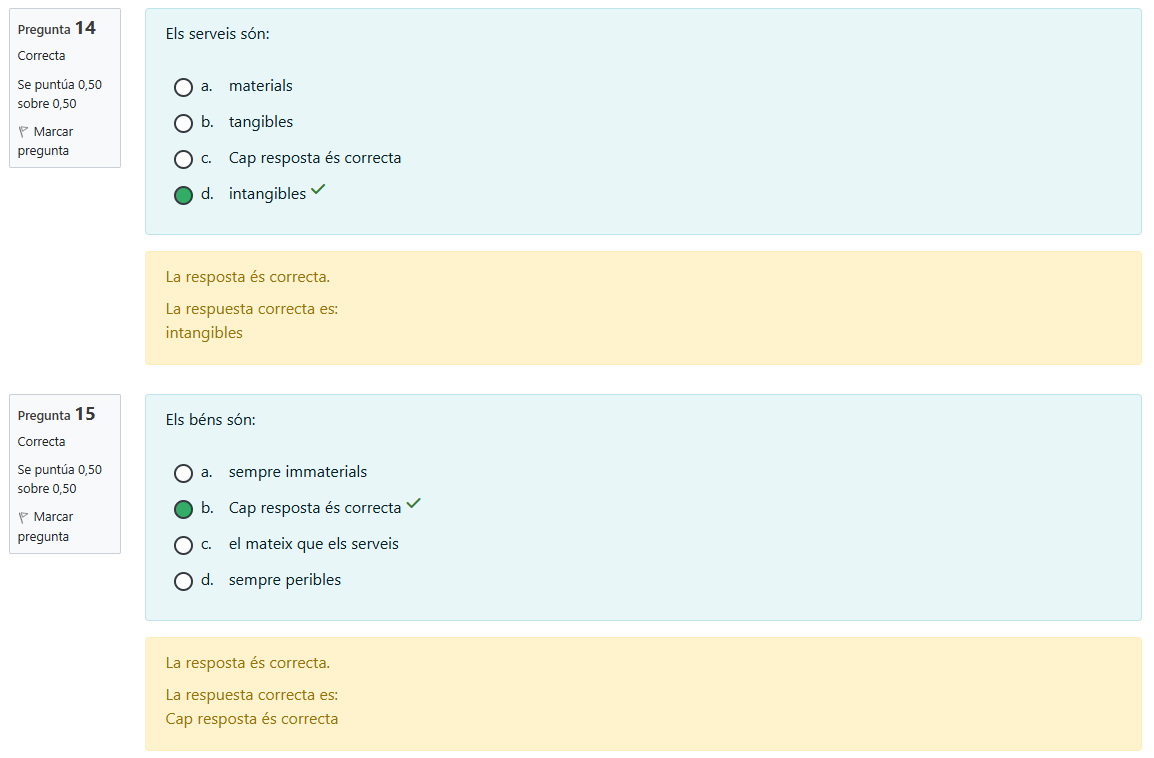 Pregunta 14
Correcta
Se puntúa 0,50
sobre 0,50
Marcar
pregunta
Els serveis són:
a. materials
b. tangibles
c. Cap resposta és correcta
d. intangibles
La resposta és correcta.
La respuesta correcta es:
intangibles
Pregunta 15
Correcta
Se puntúa 0,50
sobre 0,50
Marcar
pregunta
Els béns són:
a. sempre immaterials
b. Cap resposta és correcta
c. el mateix que els serveis
d. sempre peribles
La resposta és correcta.
La respuesta correcta es:
Cap resposta és correcta